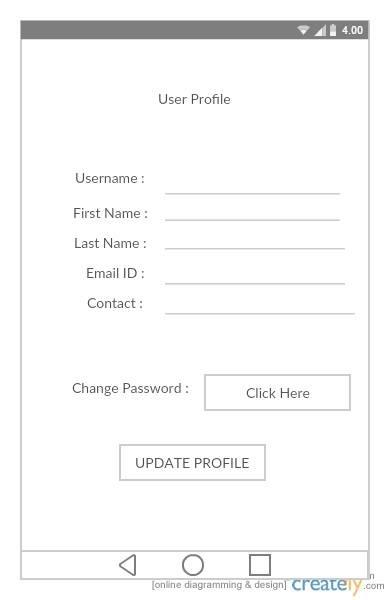 4.00
User Profile
Username :
First Name :
Last Name :
Email ID :
Contact :
Change Password :
Click Here
UPDATE PROFILE
[online diagramming & design]
creately
.com